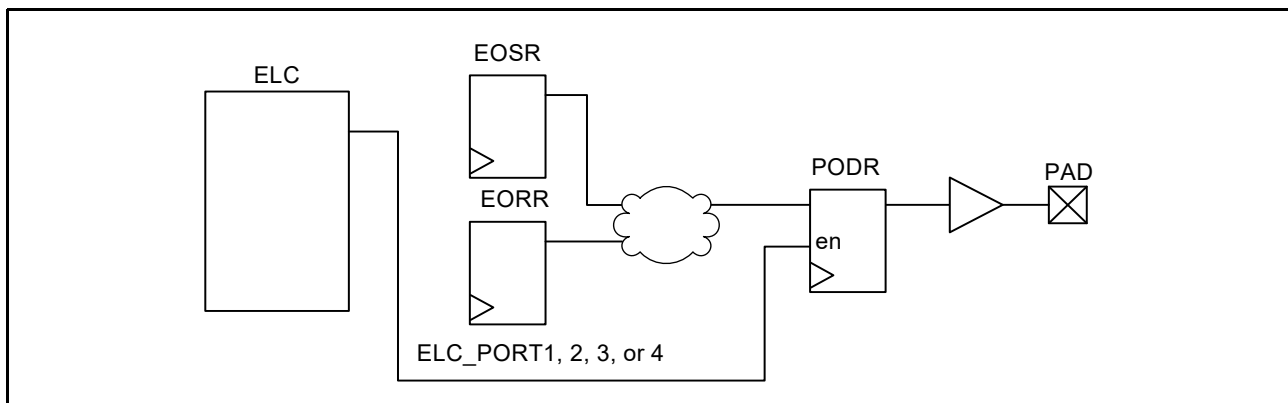 EOSR
ELC
PODR
PAD
EORR
en
ELC_PORT1, 2, 3, or 4